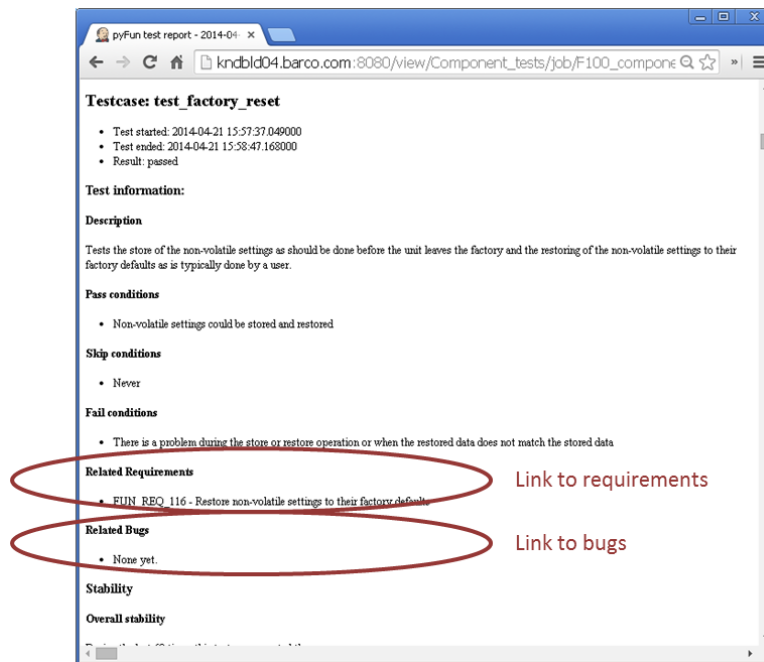 pyFun test report - 2014-04-
kndbld04.barco.com:8080/view/Component_tests/job/F100_compone
Testcase: test_factory_reset
Test started: 2014-04-21 15:57:37.049000
Test ended: 2014-04-21 15:58:47.168000
Result: passed
Test information:
Description
Tests the store of the non-volatile settings as should be done before the unit leaves the factory and the restoring of the non-volatile settings to their
factory defaults as is typically done by a user.
Pass conditions
Non-volatile settings could be stored and restored
Skip conditions
Never
Fail conditions
There is a problem during the store or restore operation or when the restored data does not match the stored data
Related Requirements
Link to requirements
FUN_REQ_116 - Restore non-volatile settings to their factory defaults
Related Bugs
Link to bugs
None yet.
Stability
Overall stability